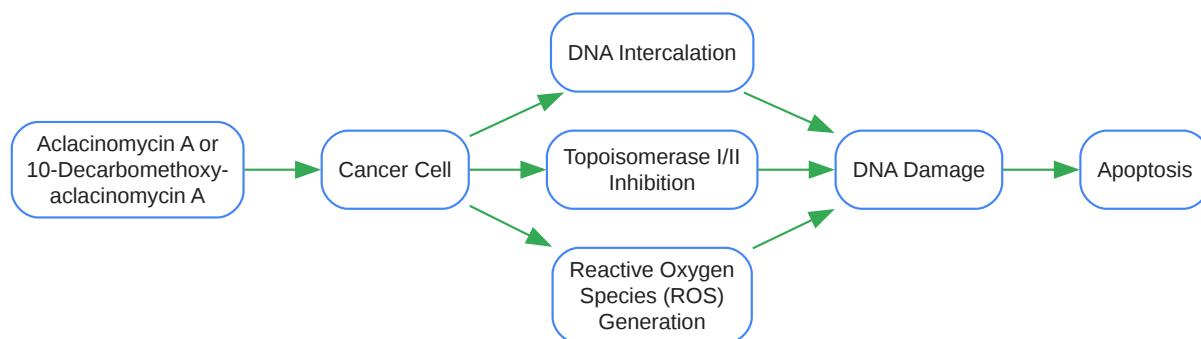 Aclacinomycin A or
10-Decarbomethoxy-
aclacinomycin A
Cancer Cell
DNA Intercalation
Topoisomerase I/II
Inhibition
Reactive Oxygen
Species (ROS)
Generation
DNA Damage
Apoptosis